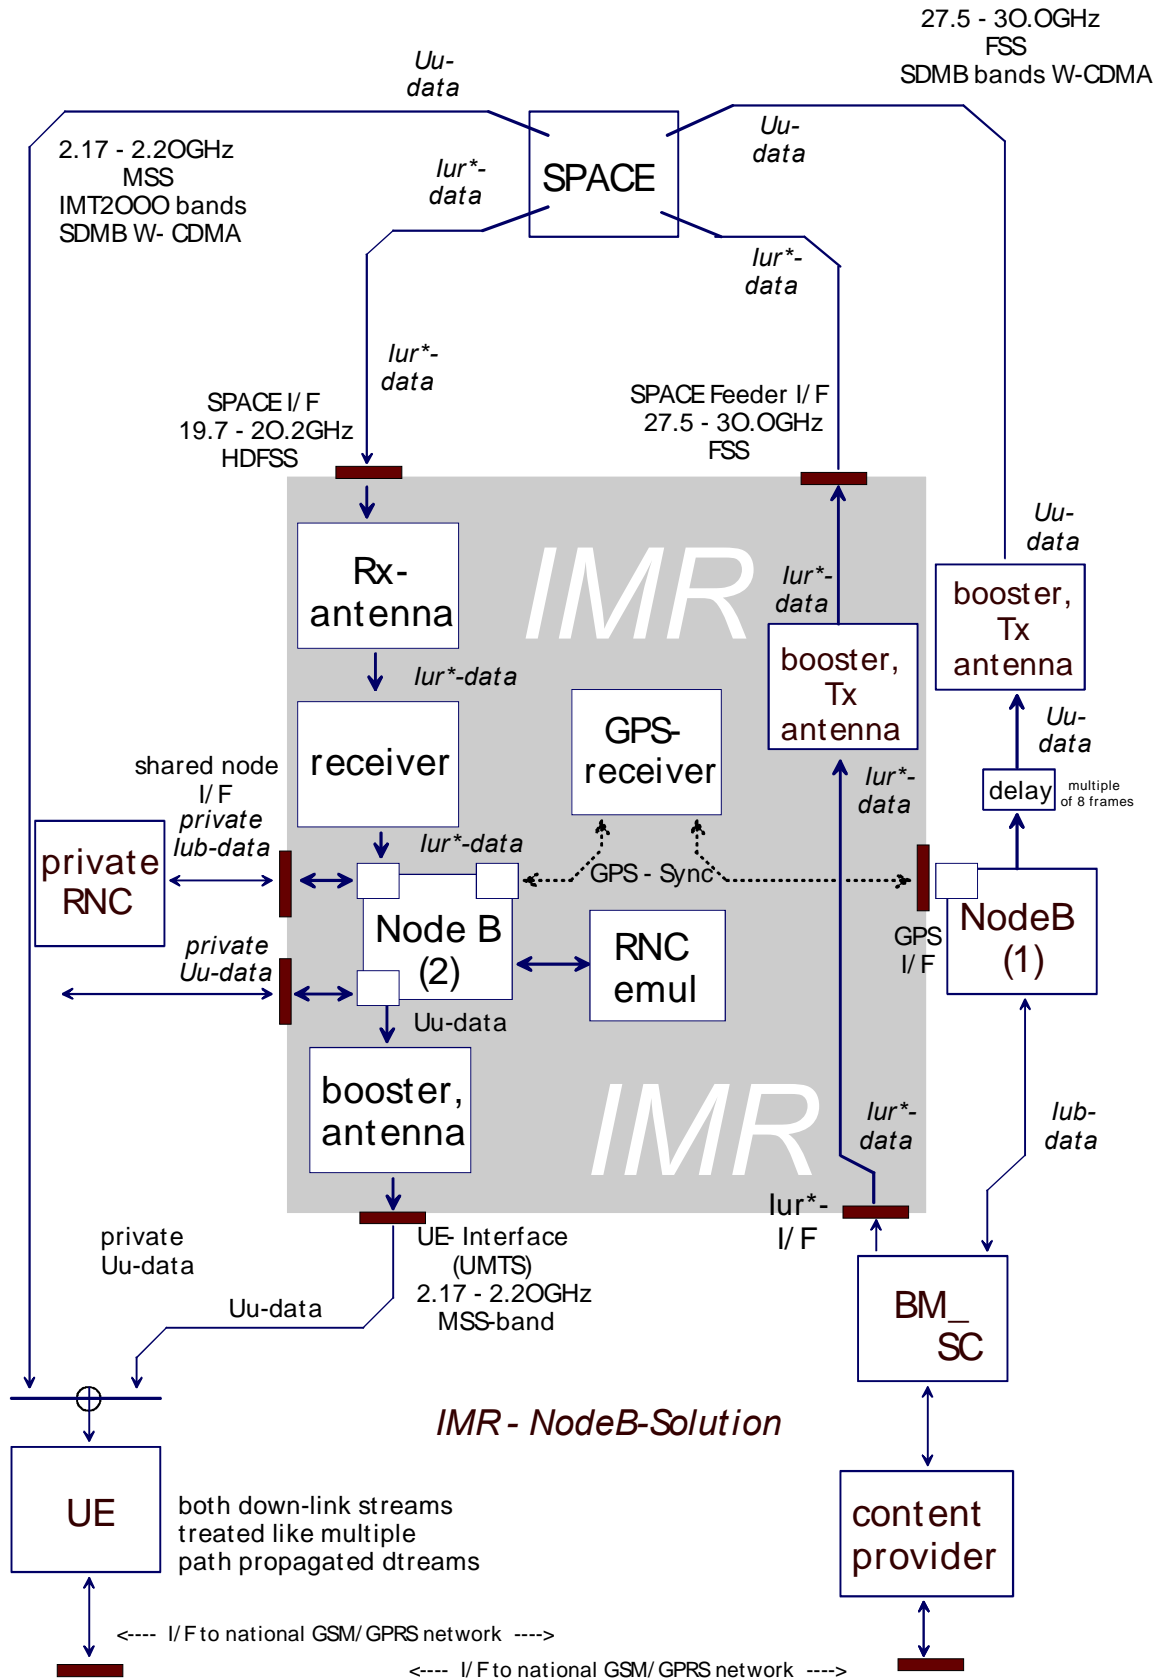 27.5 - 30.0GHz
FSS
SDMB bands W-CDMA
Uu-
data
Uu-
data
2.17 - 2.20GHz
MSS
IMT2000 bands
SDMB W- CDMA
Iur*-
data
SPACE
Iur*-
data
Iur*-
data
SPACE I/F
19.7 - 20.2GHz
HDFSS
SPACE Feeder I/F
27.5 - 30.0GHz
FSS
IMR
Rx-
antenna
Iur*-
data
Uu-
data
booster,
Tx
antenna
booster,
Tx
antenna
Iur*-data
receiver
GPS-
receiver
Uu-
data
Iur*-
data
delay
multiple
of 8 frames
shared node
I/F
private
Iub-data
private
RNC
Iur*-data
GPS - Sync
Node B
(2)
RNC
emul
GPS
I/F
NodeB
(1)
private
Uu-data
Uu-data
booster,
antenna
IMR
Iur*-
data
Iub-
data
Iur*-
I/F
UE- Interface
(UMTS)
2.17 - 2.20GHz
MSS-band
private
Uu-data
Uu-data
BM_
SC
IMR - NodeB-Solution
UE
both down-link streams
treated like multiple
path propagated dtreams
content
provider
<---- I/F to national GSM/GPRS network ---->
<---- I/F to national GSM/GPRS network ---->